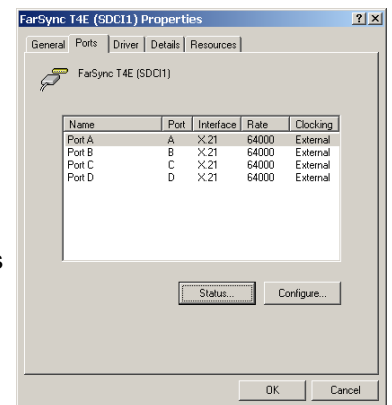 FarSync T4E (SDCI1) Properties
General Ports Driver Details Resources
FarSync T4E (SDCI1)
Name Port Interface Rate Clocking
Port A A X.21 64000 External
Port B B X.21 64000 External
Port C C X.21 64000 External
Port D D X.21 64000 External
s
Status... Configure...
OK Cancel